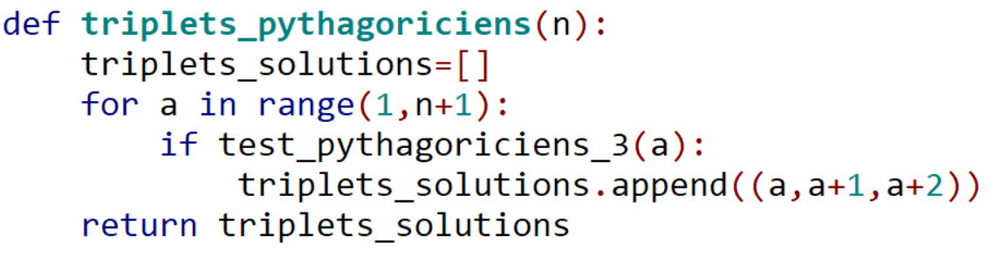 def triplets_pythagoriciens(n):
    triplets_solutions=[]
    for a in range(1,n+1):
        if test_pythagoriciens_3(a):
            triplets_solutions.append((a,a+1,a+2))
    return triplets_solutions